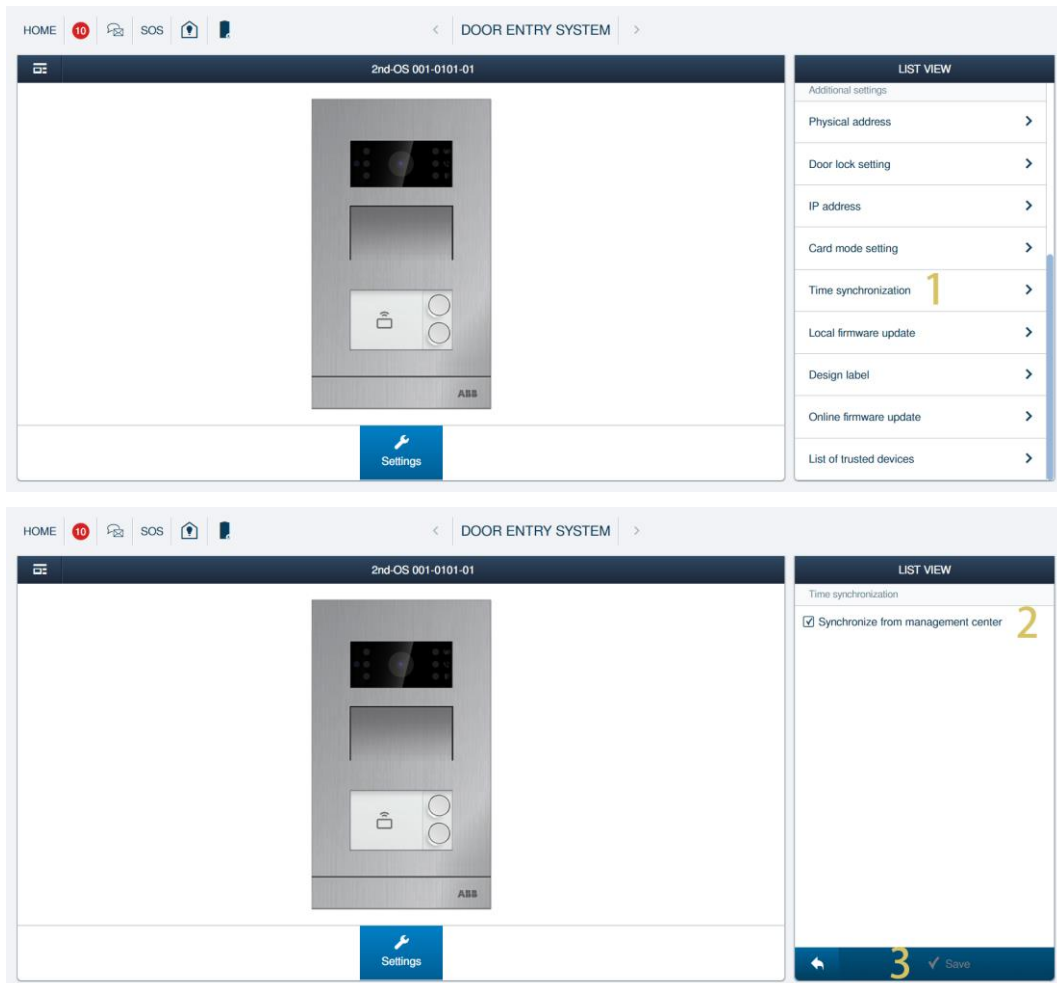 HOME 10 SOS < DOOR ENTRY SYSTEM >
2nd-OS 001-0101-01
LIST VIEW
Additional settings
Physical address
Door lock setting
IP address
Card mode setting
Time synchronization 1
Local firmware update
Design label
Online firmware update
List of trusted devices
ABB
Settings
HOME 10 SOS < DOOR ENTRY SYSTEM >
2nd-OS 001-0101-01
LIST VIEW
Time synchronization
Synchronize from management center 2
ABB
Settings
3 Save